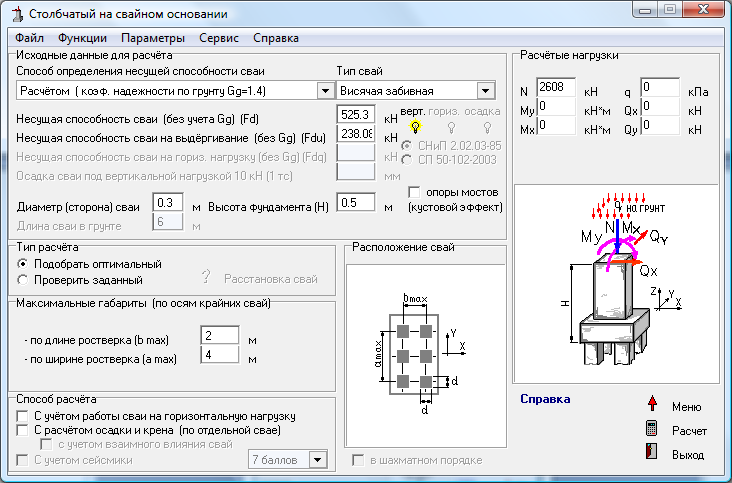 Столбчатый на свайном основании
Файл Функции Параметры Сервис Справка
Исходные данные для расчёта
Способ определения несущей способности сваи Тип свай
Расчётом ( коэф. надежности по грунту Gg=1.4) Висячая забивная
Несущая способность сваи (без учета Gg) (Fd) 525.3 кН
Несущая способность сваи на выдёргивание (без Gg) (Fdu) 238.08 кН
Несущая способность сваи на гориз. нагрузку (без Gg) (Fdq) кН
Осадка сваи под вертикальной нагрузкой 10 кН (1 тс) мм
верт. гориз. осадка
СНиП 2.02.03-85
СП 50-102-2003
Диаметр (сторона) сваи 0.3 м Высота фундамента (H) 0.5 м
Длина сваи в грунте 6 м
опоры мостов
(кустовой эффект)
Тип расчёта
Подобрать оптимальный
Проверить заданный
? Расстановка свай
Максимальные габариты (по осям крайних свай)
- по длине ростверка (b max) 2 м
- по ширине ростверка (a max) 4 м
Способ расчёта
С учётом работы сваи на горизонтальную нагрузку
С расчётом осадки и крена (по отдельной свае)
с учетом взаимного влияния свай
С учетом сейсмики 7 баллов
Расположение свай
bmax
amax
Y
X
d
d
в шахматном порядке
Расчётые нагрузки
N 2608 кН q 0 кПа
My 0 кН*м Qx 0 кН
Mx 0 кН*м Qy 0 кН
q на грунт
N Mx
My Qy
Qx
H
Z Y
X
Справка
Меню
Расчет
Выход